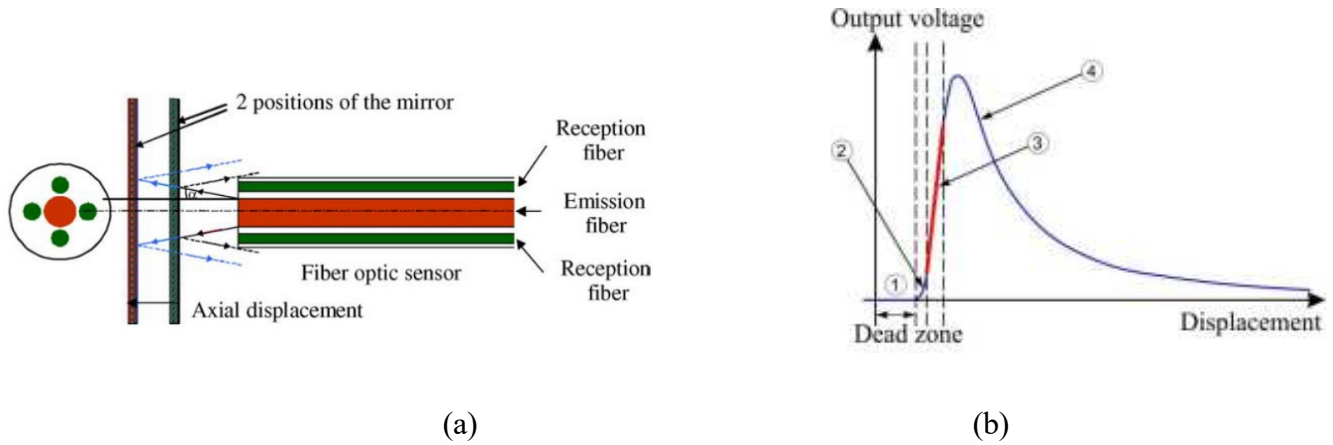 2 positions of the mirror
Reception
fiber
Emission
fiber
Reception
fiber
α
Fiber optic sensor
Axial displacement
(a)
Output voltage
4
2
3
1
Displacement
Dead zone
(b)